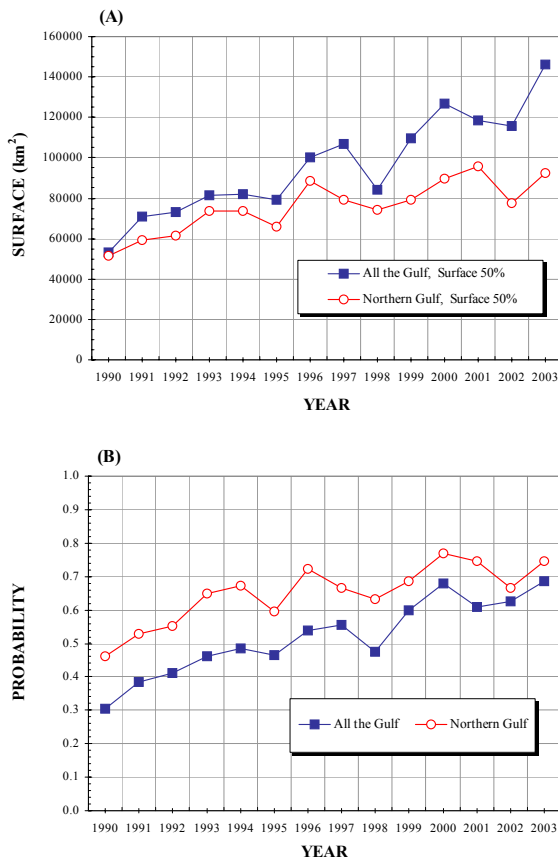 (A)
160000
140000
120000
100000
80000
60000
40000
20000
0
SURFACE (km²)
All the Gulf, Surface 50%
Northern Gulf, Surface 50%
1990 1991 1992 1993 1994 1995 1996 1997 1998 1999 2000 2001 2002 2003
YEAR
(B)
1.0
0.9
0.8
0.7
0.6
0.5
0.4
0.3
0.2
0.1
0.0
PROBABILITY
All the Gulf Northern Gulf
1990 1991 1992 1993 1994 1995 1996 1997 1998 1999 2000 2001 2002 2003
YEAR